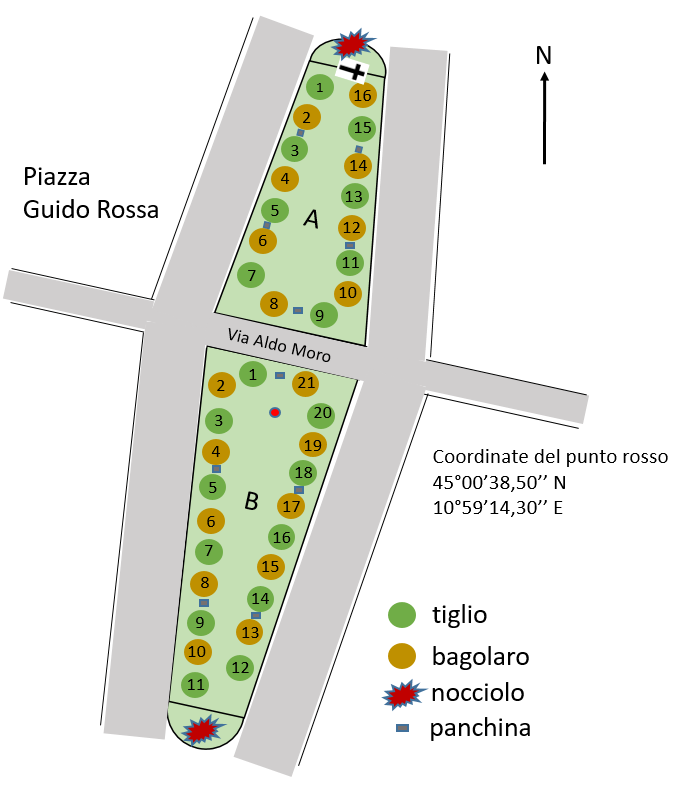 N
1
16
2
15
3
14
4
13
5
A
12
6
11
7
10
8
9
Piazza
Guido Rossa
Via Aldo Moro
1
21
2
20
3
19
4
18
5
17
B
6
16
7
15
8
14
9
13
10
12
11
Coordinate del punto rosso
45°00’38,50’’ N
10°59’14,30’’ E
tiglio
bagolaro
nocciolo
panchina